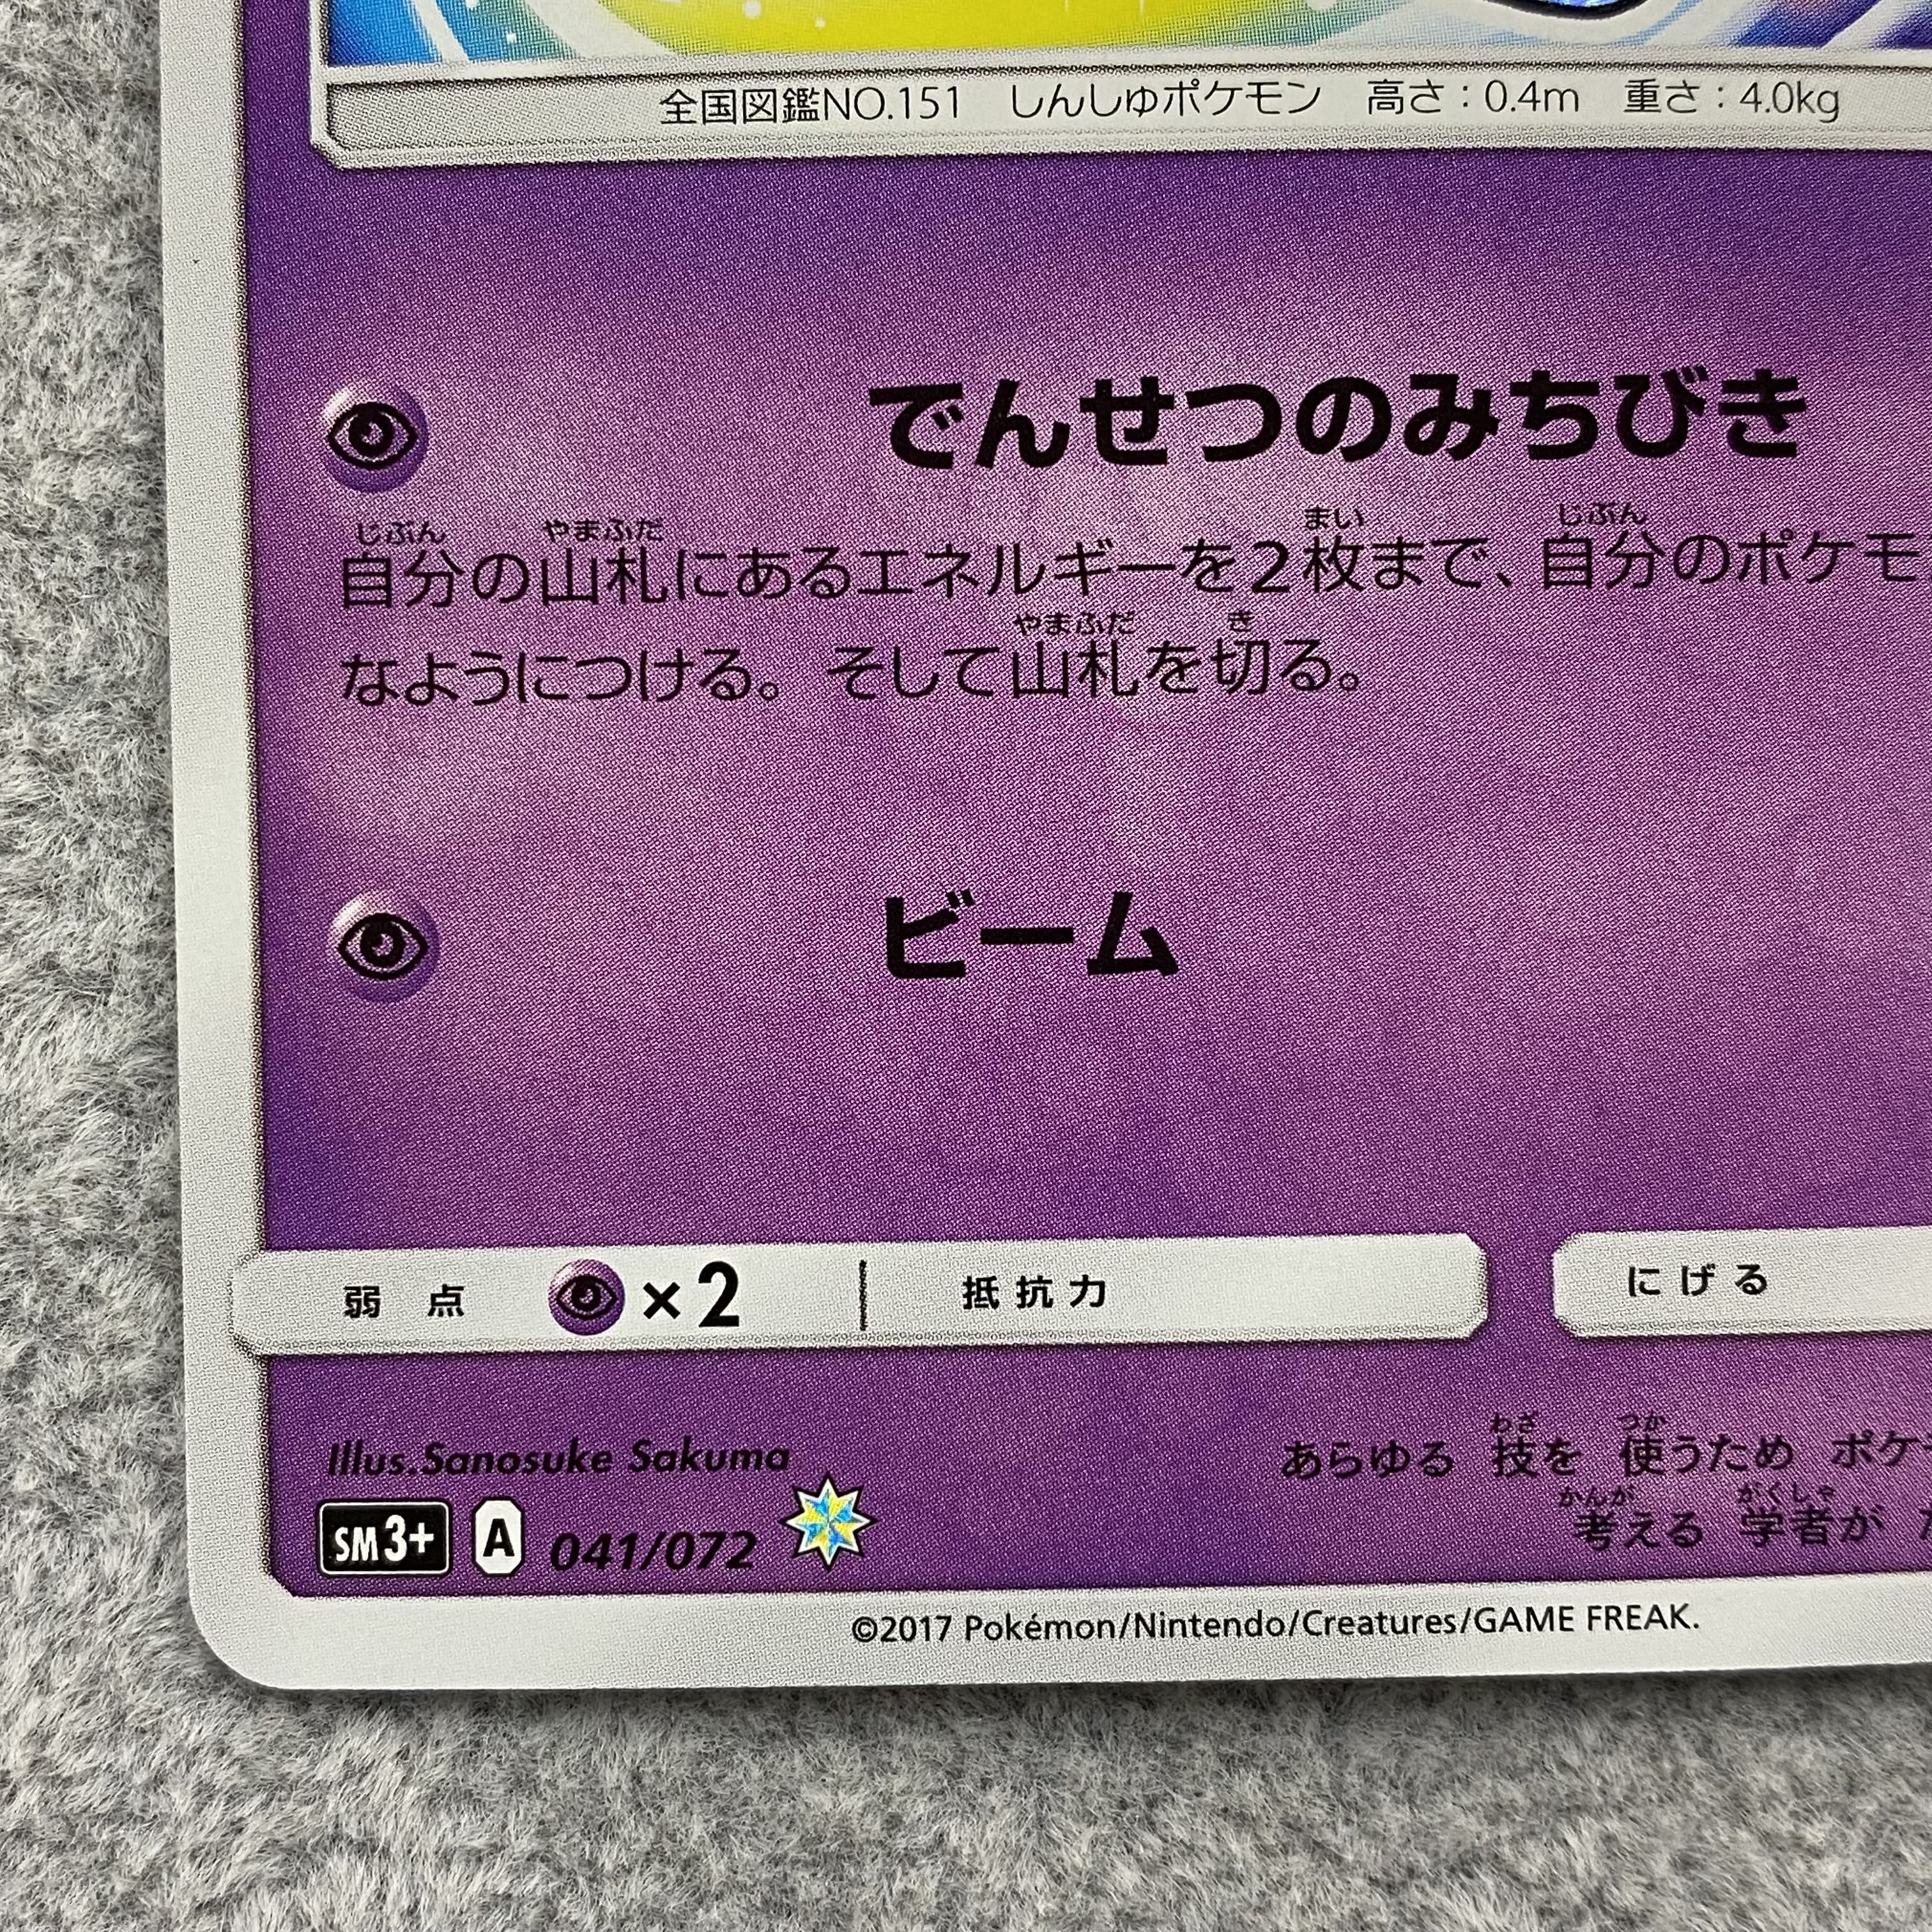 全国図鑑NO.151 しんしゅポケモン 高さ：0.4m 重さ：4.0kg
でんせつのみちびき
じぶん やまふだ まい じぶん
自分の山札にあるエネルギーを2枚まで、自分のポケモ
やまふだ き
なようにつける。そして山札を切る。
ビーム
弱点 ×2 抵抗力 にげる
Illus.Sanosuke Sakuma
わざ つか
あらゆる 技を 使うため ポケ
かんが がくしゃ
考える 学者が
SM3+ A 041/072
©2017 Pokémon/Nintendo/Creatures/GAME FREAK.